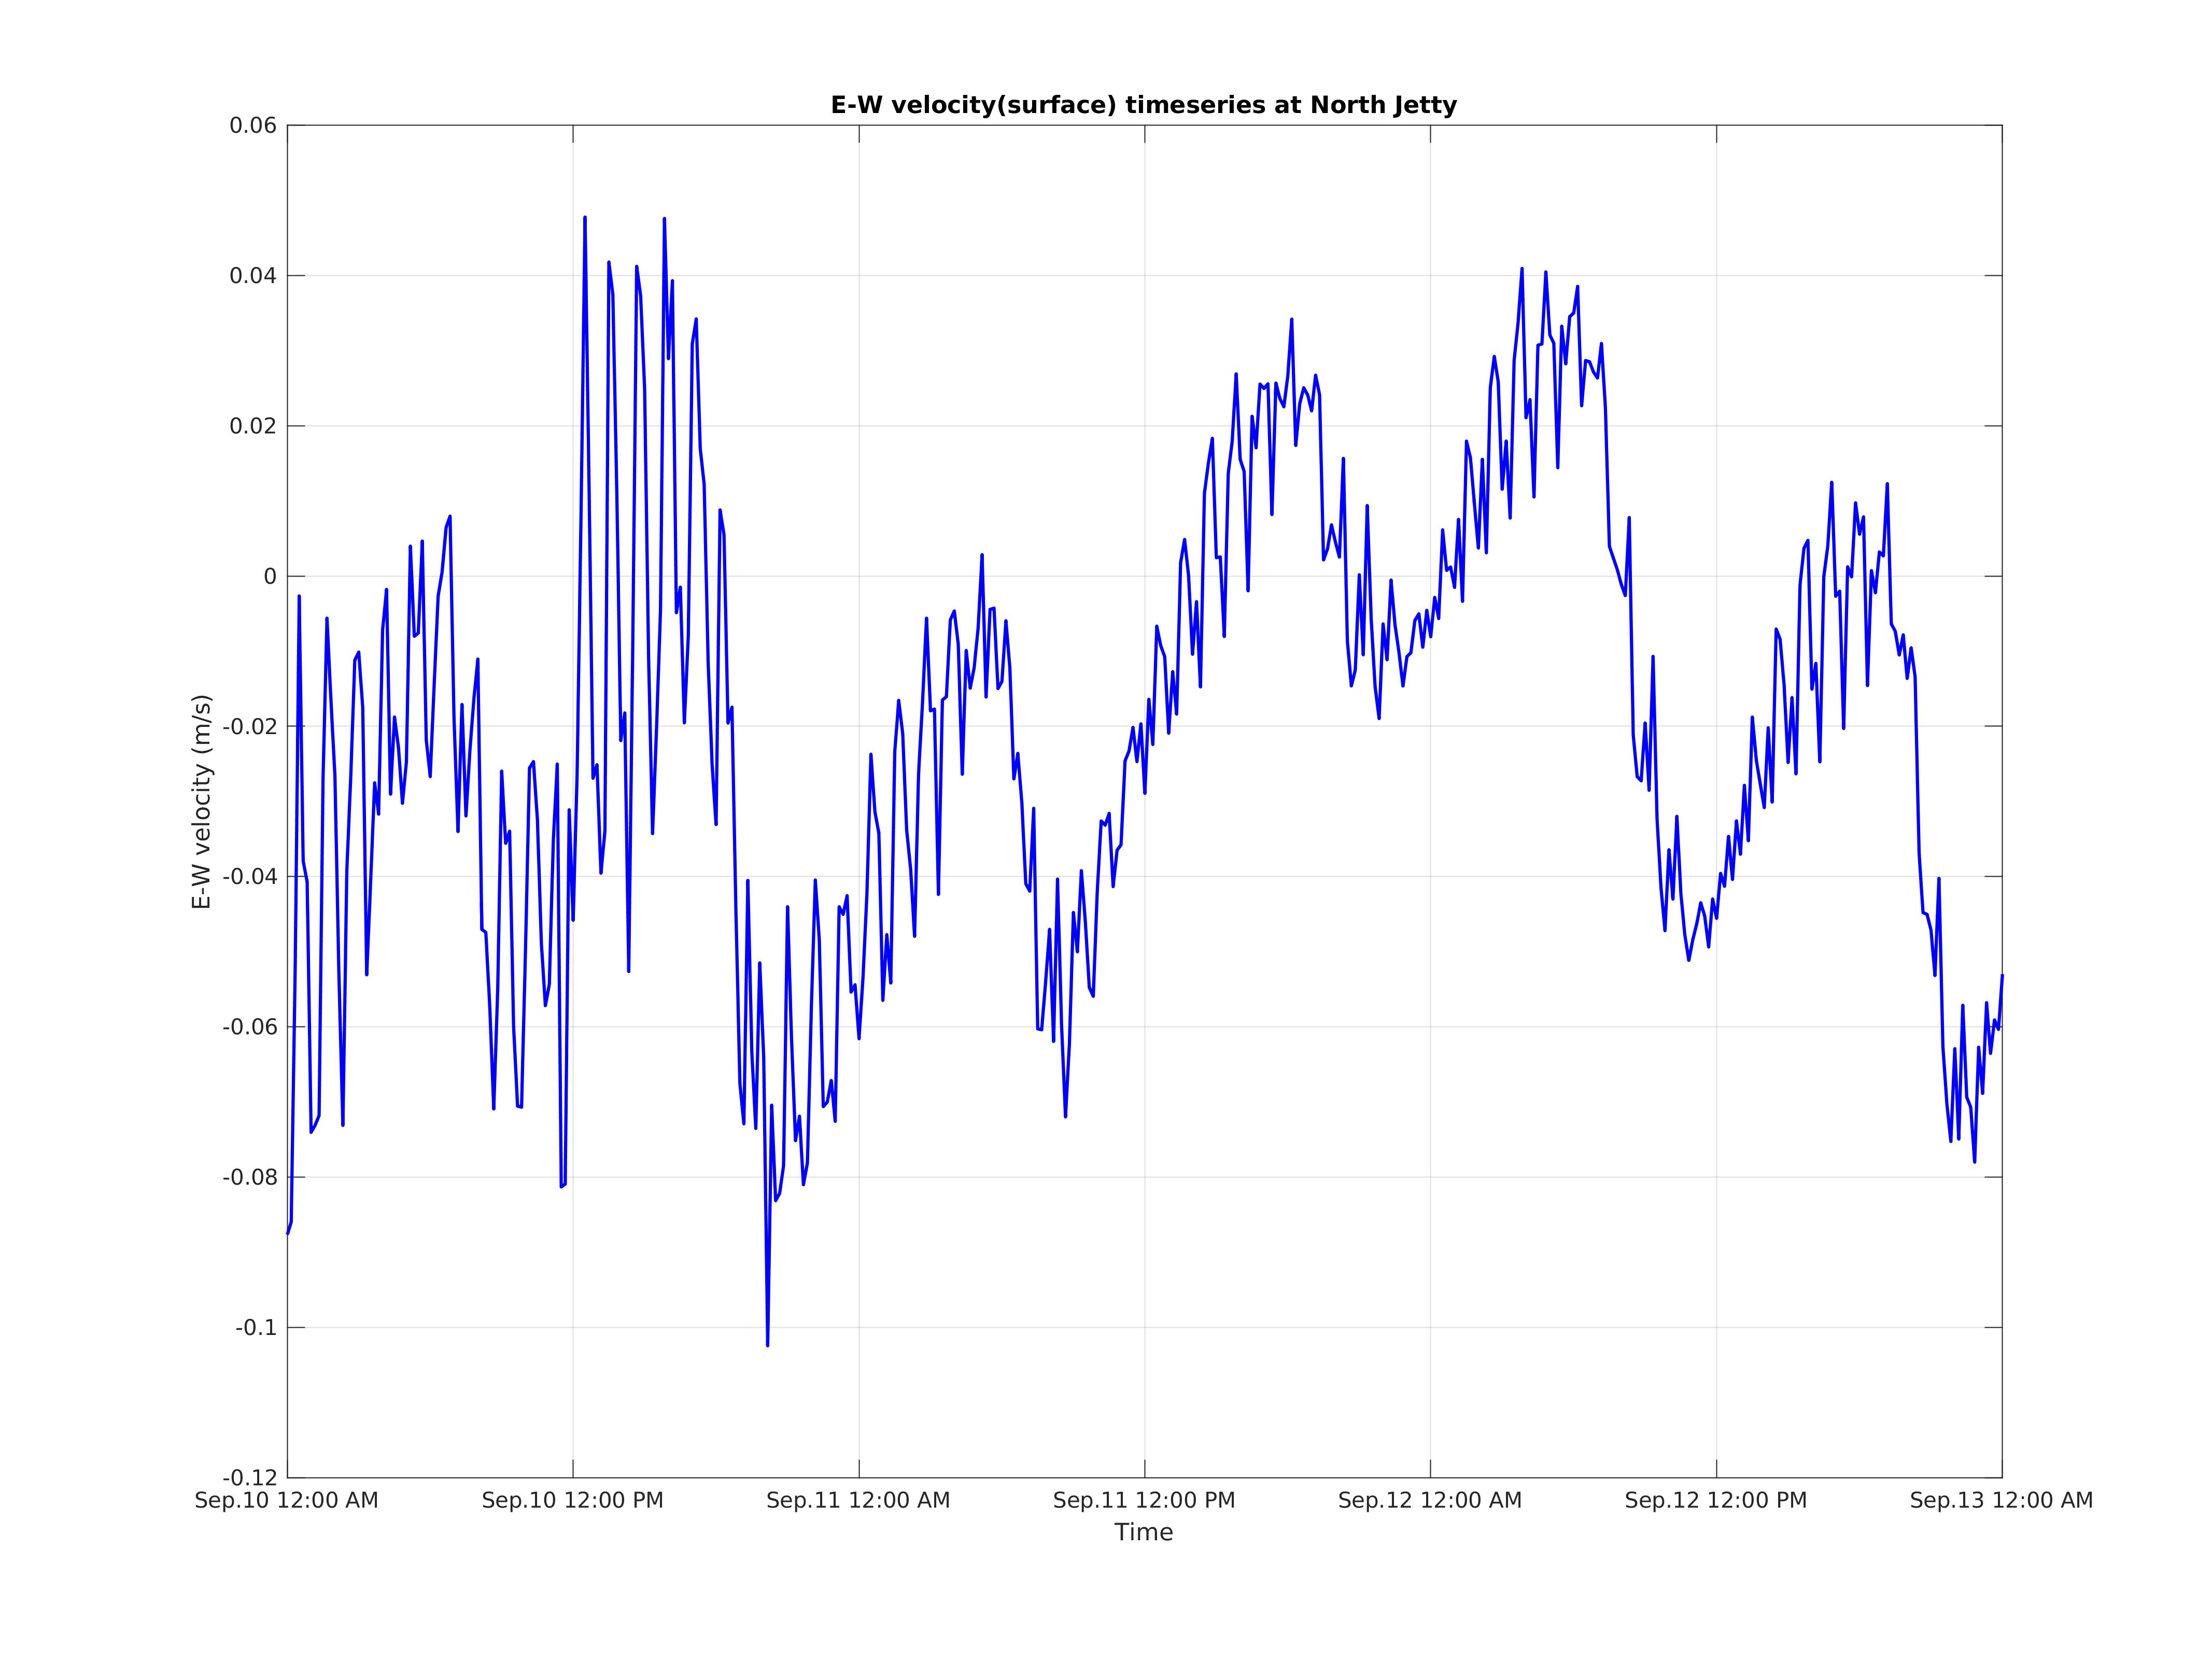 E-W velocity(surface) timeseries at North Jetty
0.06
0.04
0.02
0
-0.02
-0.04
-0.06
-0.08
-0.1
-0.12
E-W velocity (m/s)
Sep.10 12:00 AM
Sep.10 12:00 PM
Sep.11 12:00 AM
Sep.11 12:00 PM
Sep.12 12:00 AM
Sep.12 12:00 PM
Sep.13 12:00 AM
Time